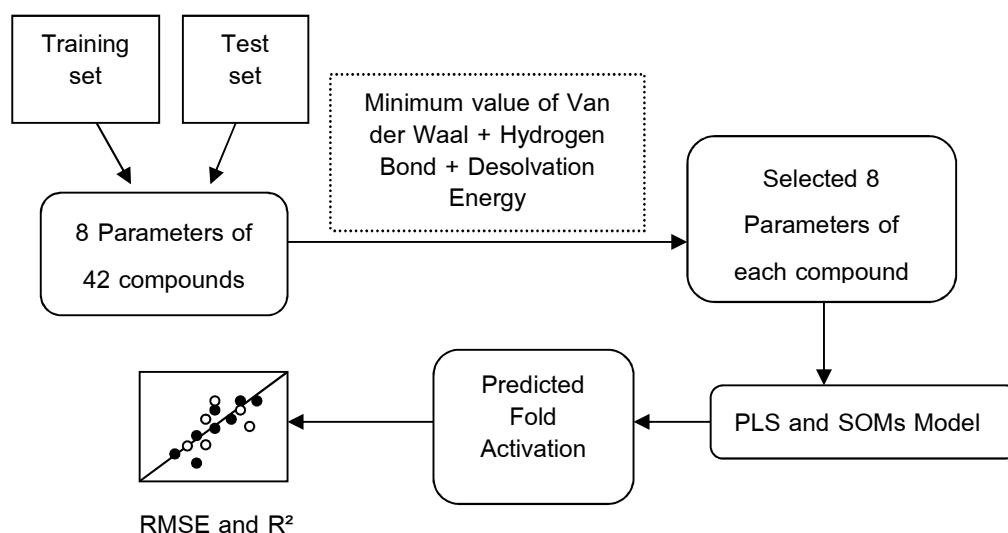 Training
set
Test
set
Minimum value of Van
der Waal + Hydrogen
Bond + Desolvation
Energy
8 Parameters of
42 compounds
Selected 8
Parameters of
each compound
Predicted
Fold
Activation
PLS and SOMs Model
RMSE and R²